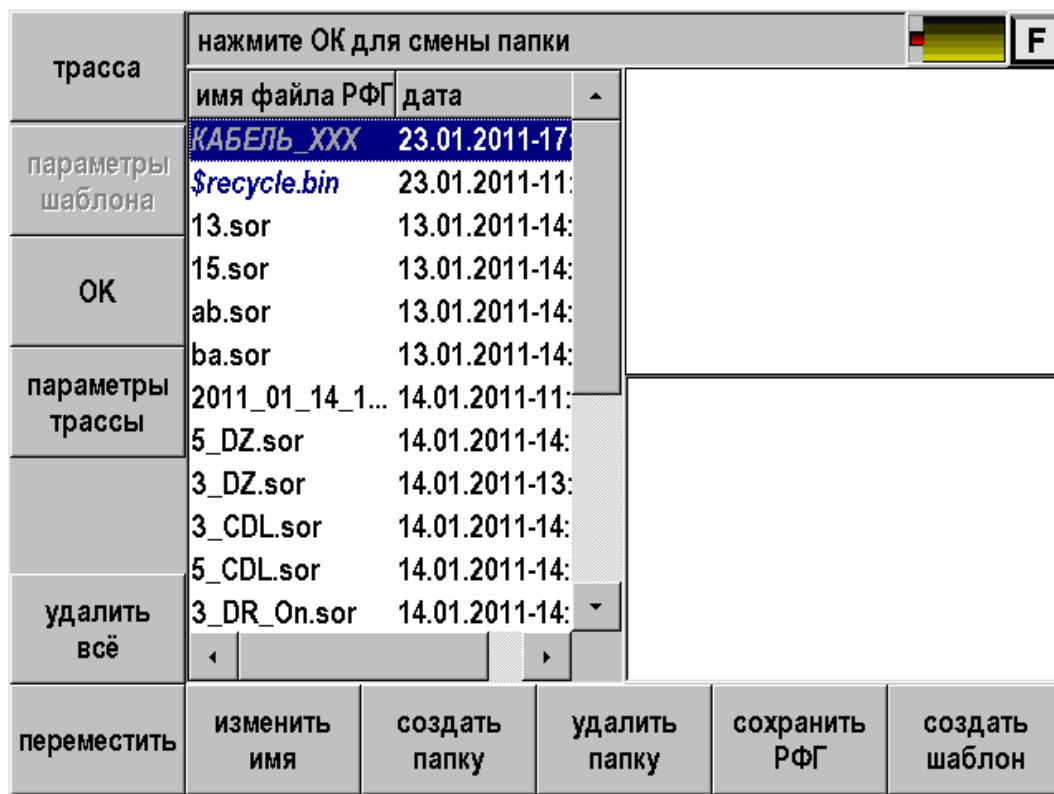 трасса
нажмите ОК для смены папки
F
имя файла РФГ дата
КАБЕЛЬ_XXX 23.01.2011-17:
$recycle.bin 23.01.2011-11:
13.sor 13.01.2011-14:
15.sor 13.01.2011-14:
ab.sor 13.01.2011-14:
ba.sor 13.01.2011-14:
2011_01_14_1... 14.01.2011-11:
5_DZ.sor 14.01.2011-14:
3_DZ.sor 14.01.2011-13:
3_CDL.sor 14.01.2011-14:
5_CDL.sor 14.01.2011-14:
3_DR_On.sor 14.01.2011-14:
параметры
шаблона
ОК
параметры
трассы
удалить
всё
переместить
изменить
имя
создать
папку
удалить
папку
сохранить
РФГ
создать
шаблон